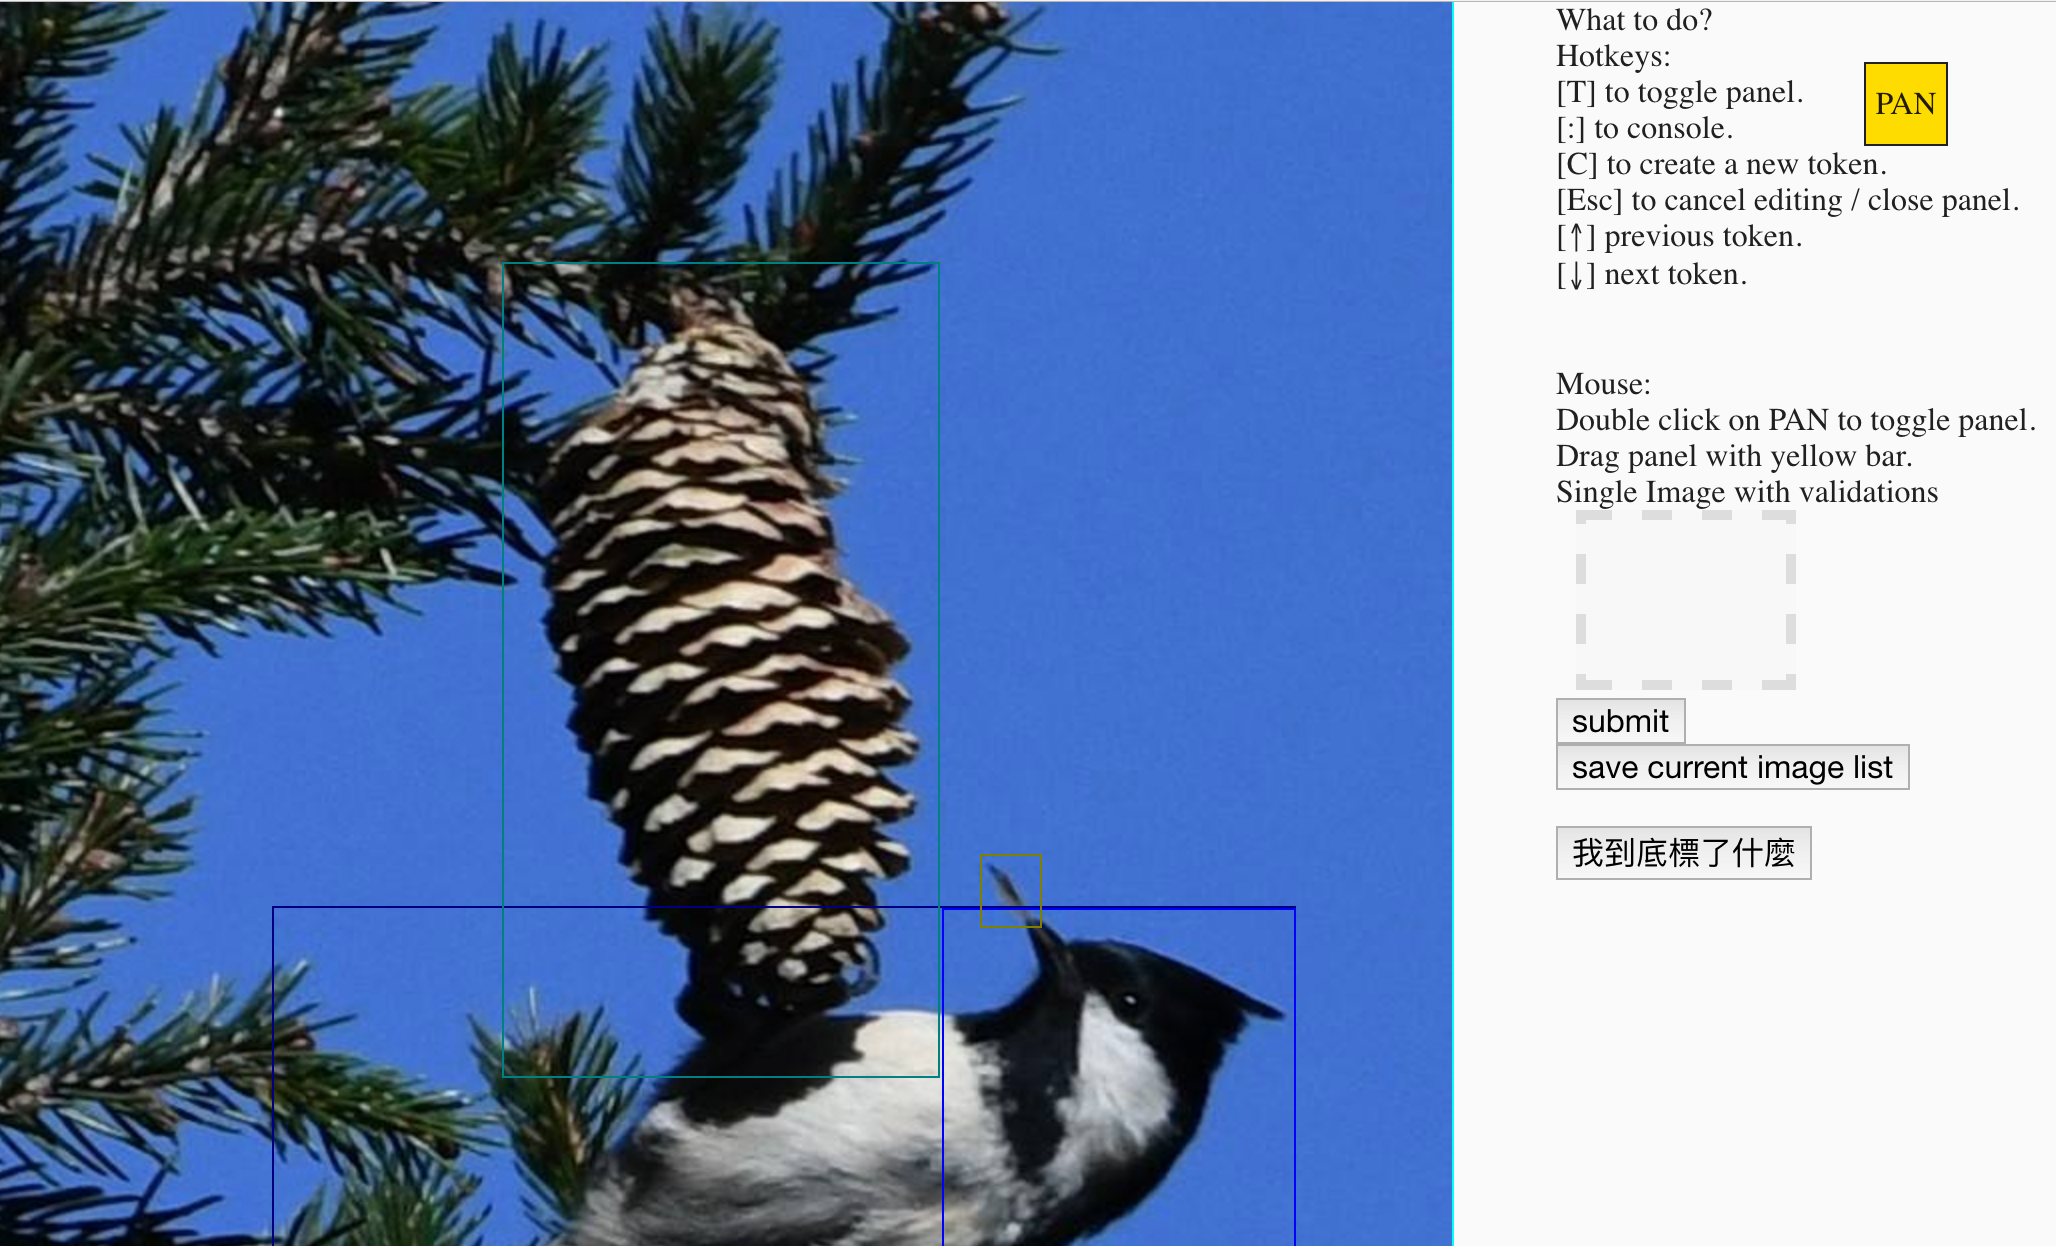 What to do?
Hotkeys:
[T] to toggle panel.
PAN
[:] to console.
[C] to create a new token.
[Esc] to cancel editing / close panel.
[↑] previous token.
[↓] next token.
Mouse:
Double click on PAN to toggle panel.
Drag panel with yellow bar.
Single Image with validations
submit
save current image list
我到底標了什麼